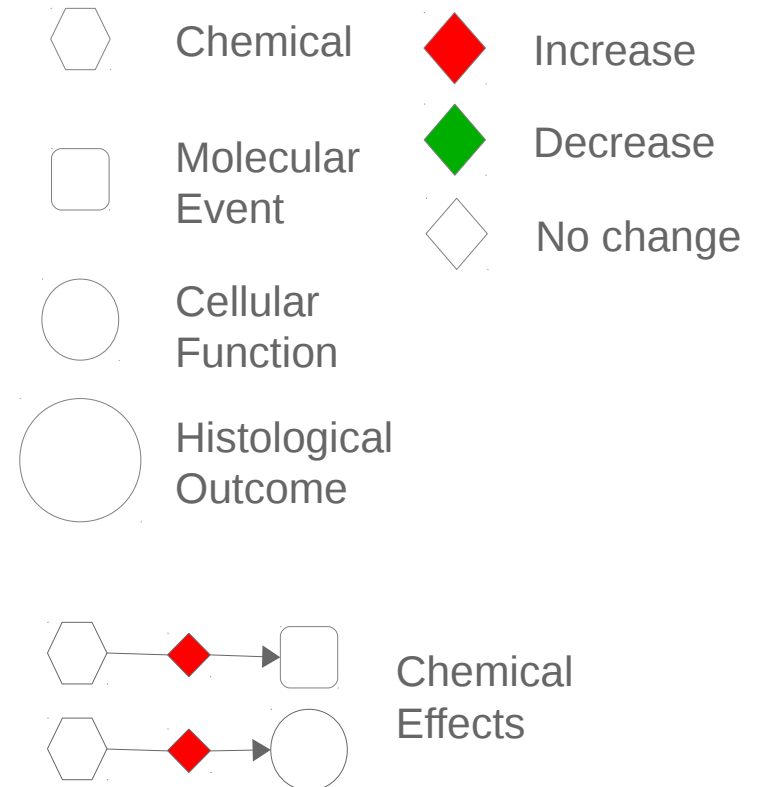 Chemical
Increase
Molecular
Event
Decrease
No change
Cellular
Function
Histological
Outcome
Chemical
Effects